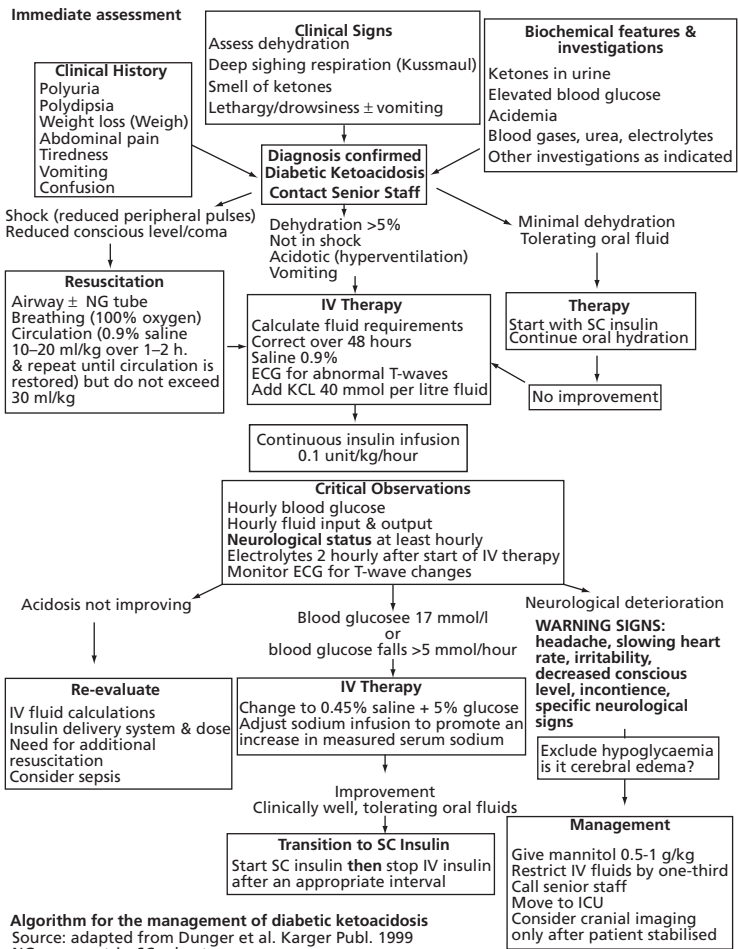 Immediate assessment
Clinical History
Polyuria
Polydipsia
Weight loss (Weigh)
Abdominal pain
Tiredness
Vomiting
Confusion
Clinical Signs
Assess dehydration
Deep sighing respiration (Kussmaul)
Smell of ketones
Lethargy/drowsiness ± vomiting
Biochemical features &
investigations
Ketones in urine
Elevated blood glucose
Acidemia
Blood gases, urea, electrolytes
Other investigations as indicated
Diagnosis confirmed
Diabetic Ketoacidosis
Contact Senior Staff
Shock (reduced peripheral pulses)
Reduced conscious level/coma
Dehydration >5%
Not in shock
Acidotic (hyperventilation)
Vomiting
Minimal dehydration
Tolerating oral fluid
Resuscitation
Airway ± NG tube
Breathing (100% oxygen)
Circulation (0.9% saline
10–20 ml/kg over 1–2 h.
& repeat until circulation is
restored) but do not exceed
30 ml/kg
IV Therapy
Calculate fluid requirements
Correct over 48 hours
Saline 0.9%
ECG for abnormal T-waves
Add KCL 40 mmol per litre fluid
Therapy
Start with SC insulin
Continue oral hydration
No improvement
Continuous insulin infusion
0.1 unit/kg/hour
Critical Observations
Hourly blood glucose
Hourly fluid input & output
Neurological status at least hourly
Electrolytes 2 hourly after start of IV therapy
Monitor ECG for T-wave changes
Acidosis not improving
Blood glucosee 17 mmol/l
or
blood glucose falls >5 mmol/hour
Neurological deterioration
WARNING SIGNS:
headache, slowing heart
rate, irritability,
decreased conscious
level, incontience,
specific neurological
signs
Re-evaluate
IV fluid calculations
Insulin delivery system & dose
Need for additional
resuscitation
Consider sepsis
IV Therapy
Change to 0.45% saline + 5% glucose
Adjust sodium infusion to promote an
increase in measured serum sodium
Exclude hypoglycaemia
is it cerebral edema?
Improvement
Clinically well, tolerating oral fluids
Transition to SC Insulin
Start SC insulin then stop IV insulin
after an appropriate interval
Management
Give mannitol 0.5-1 g/kg
Restrict IV fluids by one-third
Call senior staff
Move to ICU
Consider cranial imaging
only after patient stabilised
Algorithm for the management of diabetic ketoacidosis
Source: adapted from Dunger et al. Karger Publ. 1999